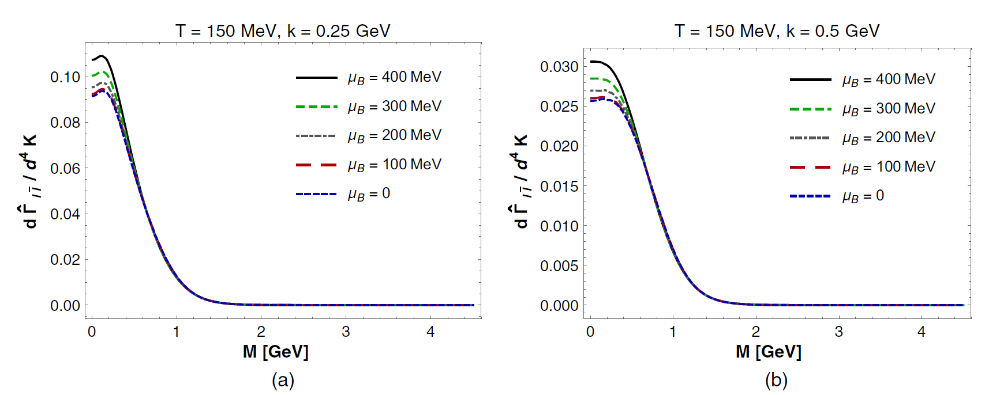 T = 150 MeV, k = 0.25 GeV
d Γ̂ l l̄ / d⁴ K
0.10
0.08
0.06
0.04
0.02
0.00
μB = 400 MeV
μB = 300 MeV
μB = 200 MeV
μB = 100 MeV
μB = 0
0 1 2 3 4
M [GeV]
(a)
T = 150 MeV, k = 0.5 GeV
d Γ̂ l l̄ / d⁴ K
0.030
0.025
0.020
0.015
0.010
0.005
0.000
μB = 400 MeV
μB = 300 MeV
μB = 200 MeV
μB = 100 MeV
μB = 0
0 1 2 3 4
M [GeV]
(b)